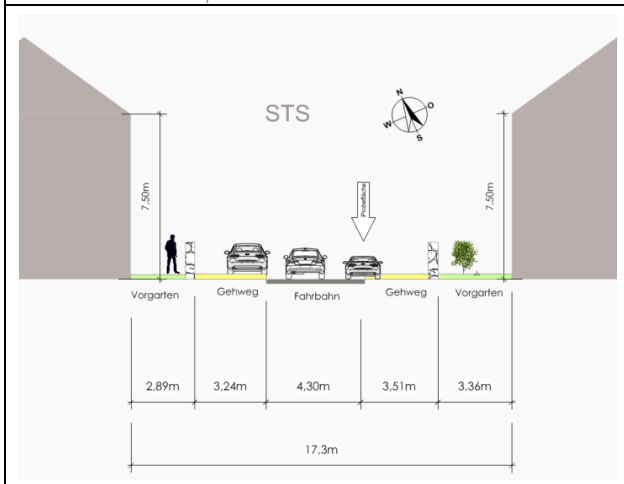 STS
N
O
W
S
7,50m
Probefläche
7,50m
Vorgarten
Gehweg
Fahrbahn
Gehweg
Vorgarten
2,89m
3,24m
4,30m
3,51m
3,36m
17,3m